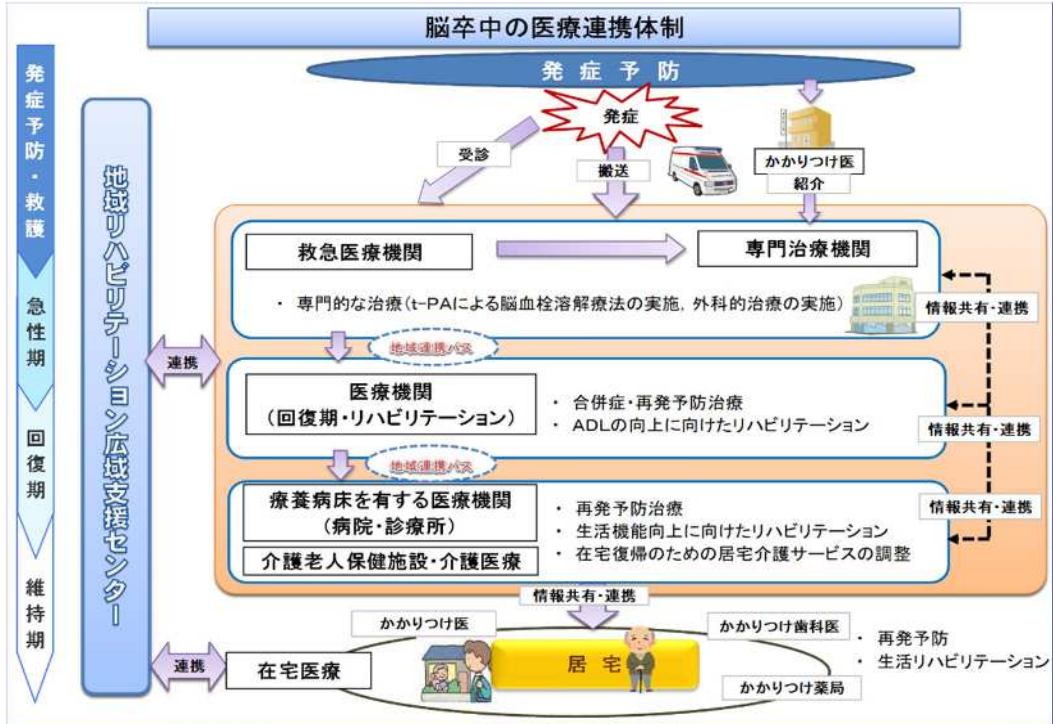 脳卒中の医療連携体制
発症予防
発症予防・救護
急性期
回復期
維持期
地域リハビリテーション広域支援センター
発症
受診
搬送
かかりつけ医
紹介
救急医療機関
専門治療機関
・ 専門的な治療(t-PAによる脳血栓溶解療法の実施, 外科的治療の実施)
情報共有・連携
連携
地域連携パス
医療機関
(回復期・リハビリテーション)
・ 合併症・再発予防治療
・ ADLの向上に向けたリハビリテーション
情報共有・連携
地域連携パス
療養病床を有する医療機関
(病院・診療所)
介護老人保健施設・介護医療
・ 再発予防治療
・ 生活機能向上に向けたリハビリテーション
・ 在宅復帰のための居宅介護サービスの調整
情報共有・連携
情報共有・連携
かかりつけ医
かかりつけ歯科医
・ 再発予防
・ 生活リハビリテーション
連携
在宅医療
居宅
かかりつけ薬局